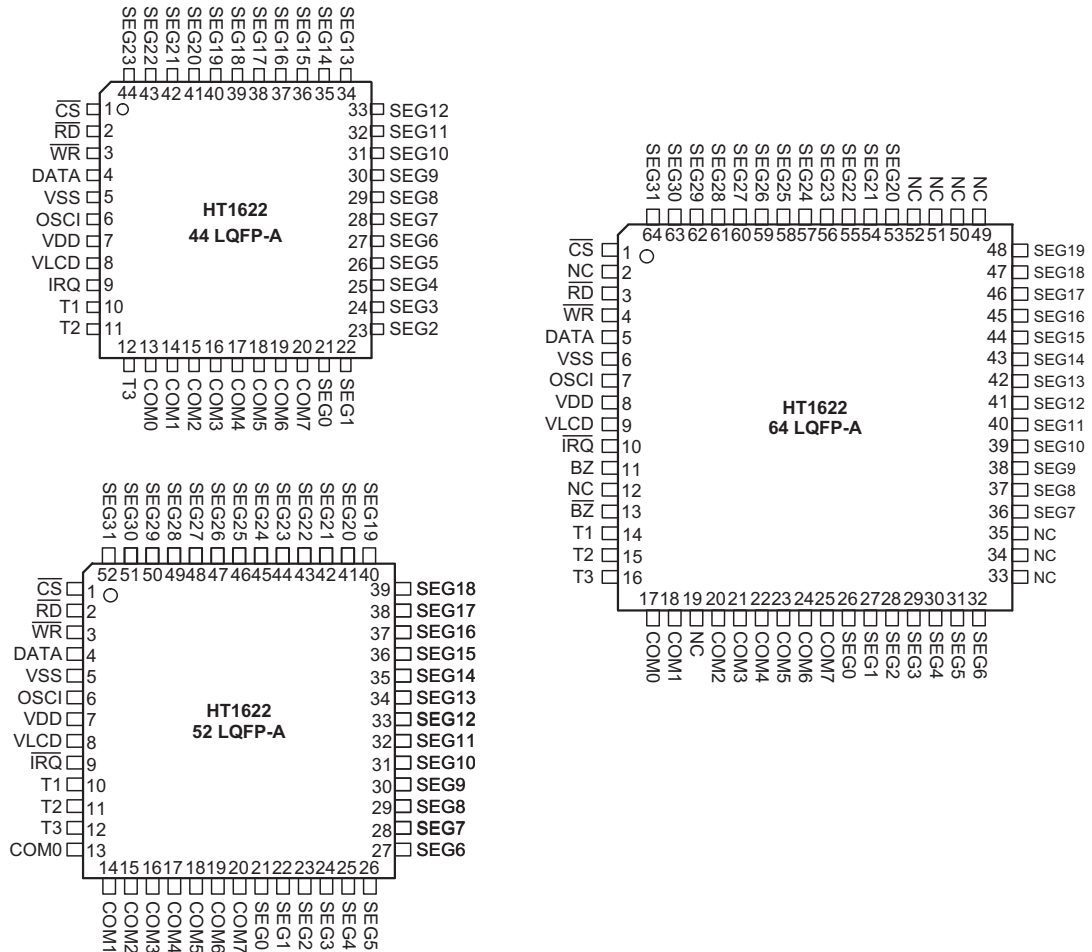 SEG23 SEG22 SEG21 SEG20 SEG19 SEG18 SEG17 SEG16 SEG15 SEG14 SEG13
44 43 42 41 40 39 38 37 36 35 34
C̅S̅ 1
R̅D̅ 2
W̅R̅ 3
DATA 4
VSS 5
OSCI 6
VDD 7
VLCD 8
IRQ 9
T1 10
T2 11
HT1622
44 LQFP-A
33 SEG12
32 SEG11
31 SEG10
30 SEG9
29 SEG8
28 SEG7
27 SEG6
26 SEG5
25 SEG4
24 SEG3
23 SEG2
12 13 14 15 16 17 18 19 20 21 22
T3 COM0 COM1 COM2 COM3 COM4 COM5 COM6 COM7 SEG0 SEG1
SEG31 SEG30 SEG29 SEG28 SEG27 SEG26 SEG25 SEG24 SEG23 SEG22 SEG21 SEG20 NC NC NC NC
64 63 62 61 60 59 58 57 56 55 54 53 52 51 50 49
C̅S̅ 1
NC 2
R̅D̅ 3
W̅R̅ 4
DATA 5
VSS 6
OSCI 7
VDD 8
VLCD 9
I̅R̅Q̅ 10
BZ 11
NC 12
B̅Z̅ 13
T1 14
T2 15
T3 16
HT1622
64 LQFP-A
48 SEG19
47 SEG18
46 SEG17
45 SEG16
44 SEG15
43 SEG14
42 SEG13
41 SEG12
40 SEG11
39 SEG10
38 SEG9
37 SEG8
36 SEG7
35 NC
34 NC
33 NC
17 18 19 20 21 22 23 24 25 26 27 28 29 30 31 32
COM0 COM1 NC COM2 COM3 COM4 COM5 COM6 COM7 SEG0 SEG1 SEG2 SEG3 SEG4 SEG5 SEG6
SEG31 SEG30 SEG29 SEG28 SEG27 SEG26 SEG25 SEG24 SEG23 SEG22 SEG21 SEG20 SEG19
52 51 50 49 48 47 46 45 44 43 42 41 40
C̅S̅ 1
R̅D̅ 2
W̅R̅ 3
DATA 4
VSS 5
OSCI 6
VDD 7
VLCD 8
I̅R̅Q̅ 9
T1 10
T2 11
T3 12
COM0 13
HT1622
52 LQFP-A
39 SEG18
38 SEG17
37 SEG16
36 SEG15
35 SEG14
34 SEG13
33 SEG12
32 SEG11
31 SEG10
30 SEG9
29 SEG8
28 SEG7
27 SEG6
14 15 16 17 18 19 20 21 22 23 24 25 26
COM1 COM2 COM3 COM4 COM5 COM6 COM7 SEG0 SEG1 SEG2 SEG3 SEG4 SEG5